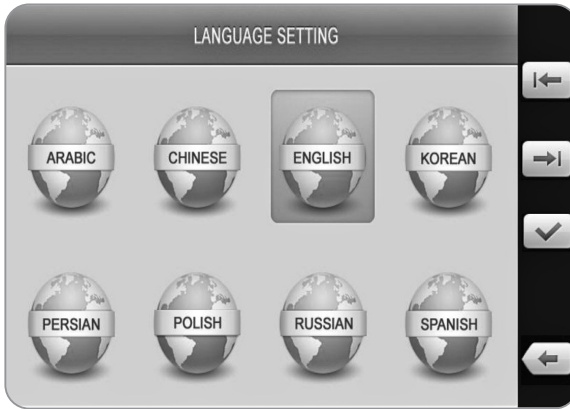 LANGUAGE SETTING
ARABIC
CHINESE
ENGLISH
KOREAN
PERSIAN
POLISH
RUSSIAN
SPANISH